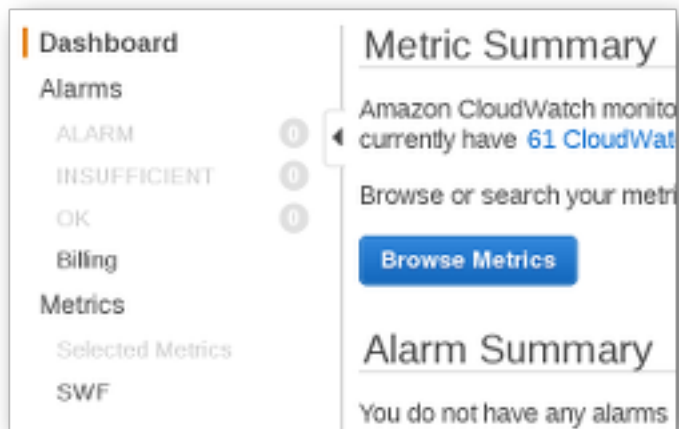 Dashboard
Alarms
ALARM 0
INSUFFICIENT 0
OK 0
Billing
Metrics
Selected Metrics
SWF
Metric Summary
Amazon CloudWatch monito
currently have 61 CloudWat
Browse or search your metri
Browse Metrics
Alarm Summary
You do not have any alarms